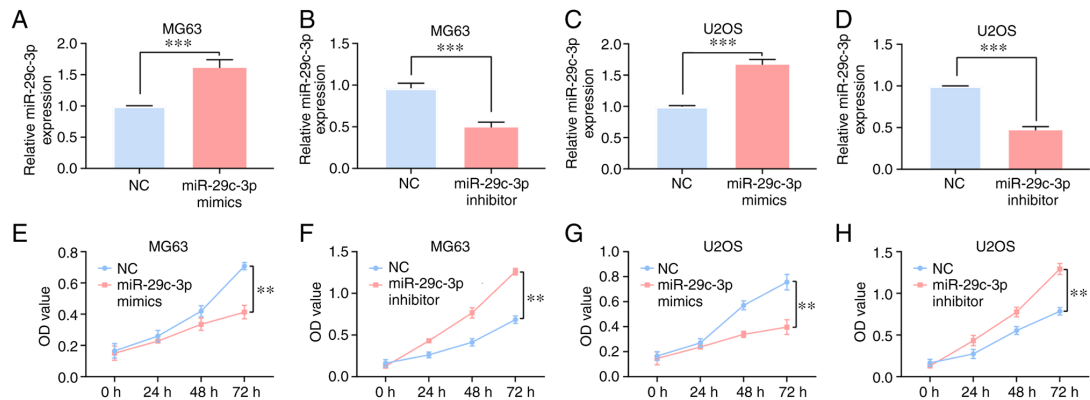 A
MG63
Relative miR-29c-3p
expression
2.0
1.5
1.0
0.5
0.0
***
NC
miR-29c-3p
mimics
B
MG63
Relative miR-29c-3p
expression
1.5
1.0
0.5
0.0
***
NC
miR-29c-3p
inhibitor
C
U2OS
Relative miR-29c-3p
expression
2.0
1.5
1.0
0.5
0.0
***
NC
miR-29c-3p
mimics
D
U2OS
Relative miR-29c-3p
expression
1.5
1.0
0.5
0.0
***
NC
miR-29c-3p
inhibitor
E
MG63
OD value
0.8
0.6
0.4
0.2
0.0
NC
miR-29c-3p
mimics
**
0 h 24 h 48 h 72 h
F
MG63
OD value
1.5
1.0
0.5
0.0
NC
miR-29c-3p
inhibitor
**
0 h 24 h 48 h 72 h
G
U2OS
OD value
1.0
0.8
0.6
0.4
0.2
0.0
NC
miR-29c-3p
mimics
**
0 h 24 h 48 h 72 h
H
U2OS
OD value
1.5
1.0
0.5
0.0
NC
miR-29c-3p
inhibitor
**
0 h 24 h 48 h 72 h